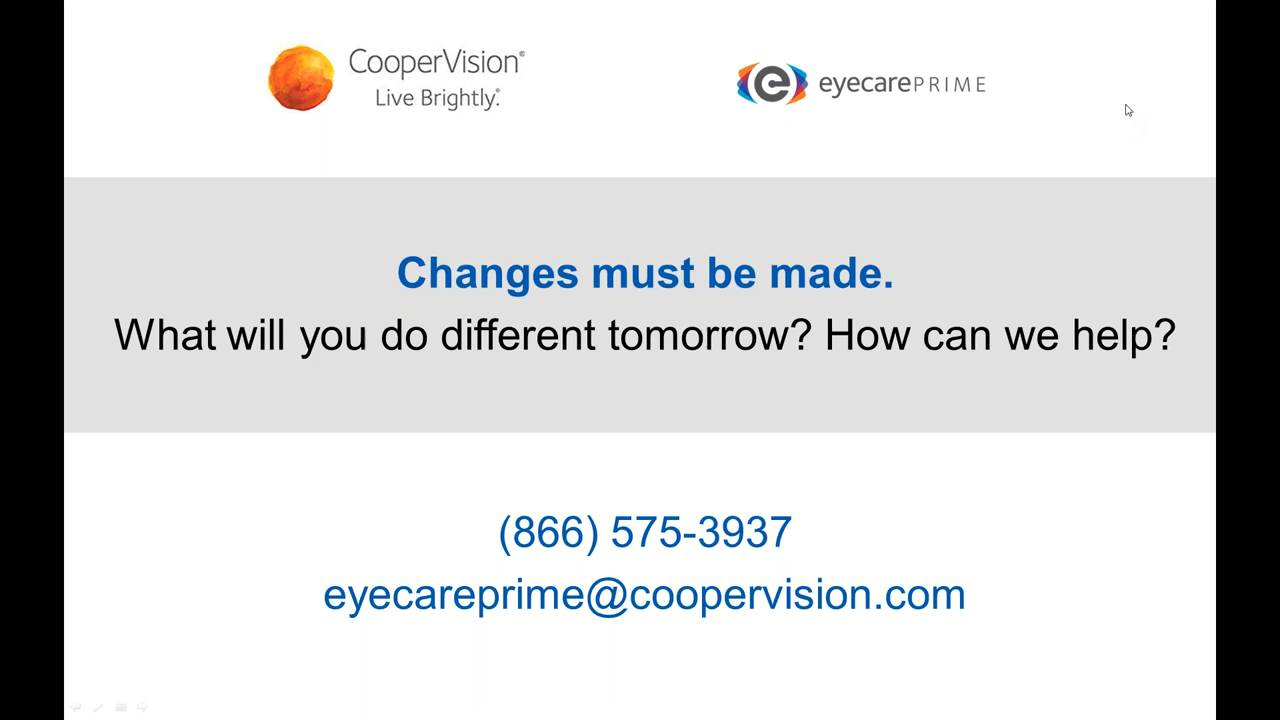 CooperVision®
Live Brightly.®
eyecarePRIME
Changes must be made.
What will you do different tomorrow? How can we help?
(866) 575-3937
eyecareprime@coopervision.com